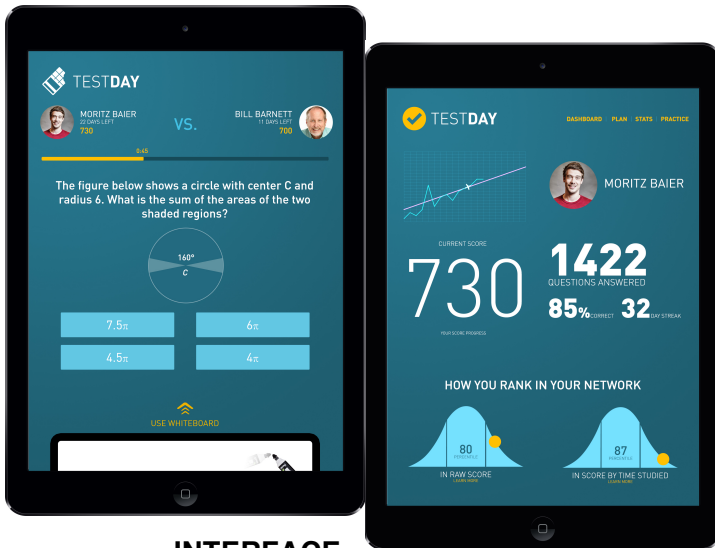 TESTDAY
MORITZ BAIER
22 DAYS LEFT
730
VS.
BILL BARNETT
11 DAYS LEFT
700
0:45
The figure below shows a circle with center C and
radius 6. What is the sum of the areas of the two
shaded regions?
160°
C
7.5π
6π
4.5π
4π
USE WHITEBOARD
TESTDAY
DASHBOARD | PLAN | STATS | PRACTICE
MORITZ BAIER
CURRENT SCORE
730
YOUR SCORE PROGRESS
1422
QUESTIONS ANSWERED
85% CORRECT
32 DAY STREAK
HOW YOU RANK IN YOUR NETWORK
80
PERCENTILE
IN RAW SCORE
LEARN MORE
87
PERCENTILE
IN SCORE BY TIME STUDIED
LEARN MORE
INTERFACE